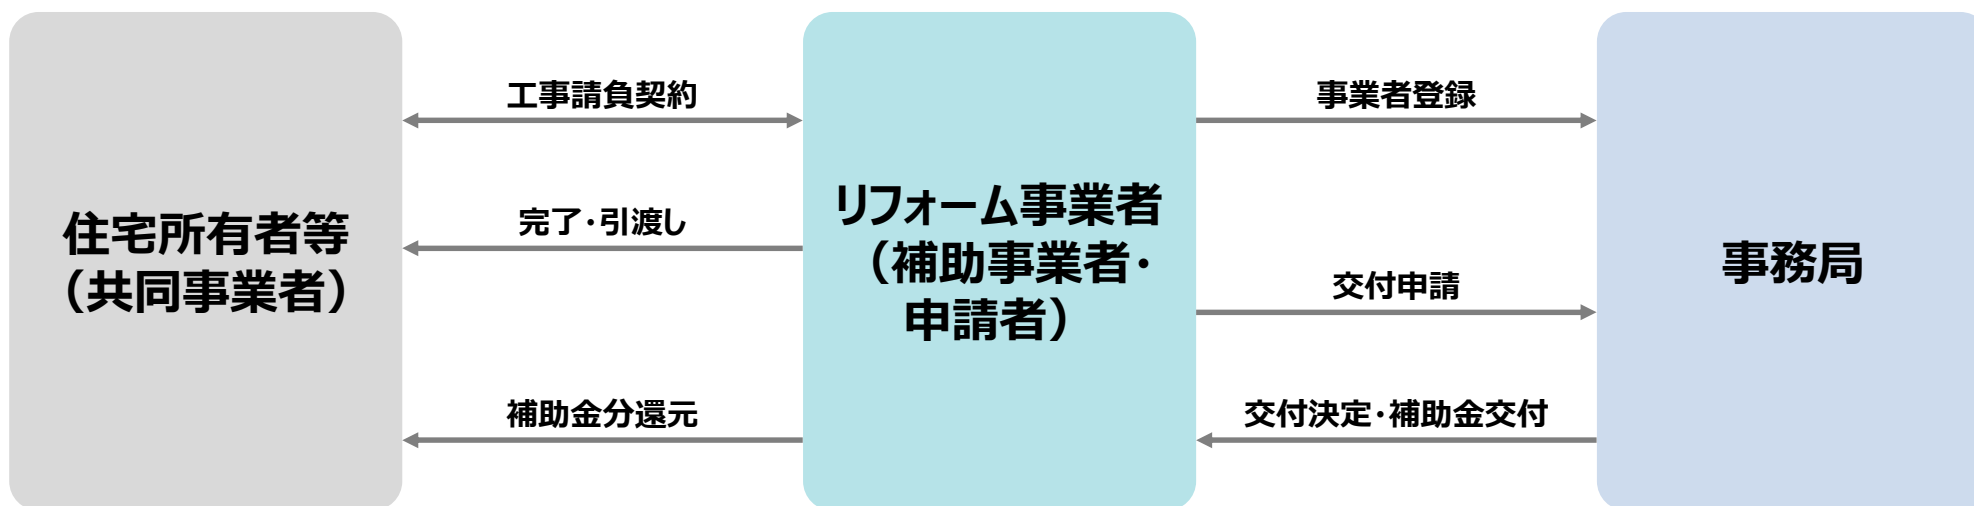 住宅所有者等
（共同事業者）
工事請負契約
完了・引渡し
補助金分還元
リフォーム事業者
（補助事業者・
申請者）
事業者登録
交付申請
交付決定・補助金交付
事務局